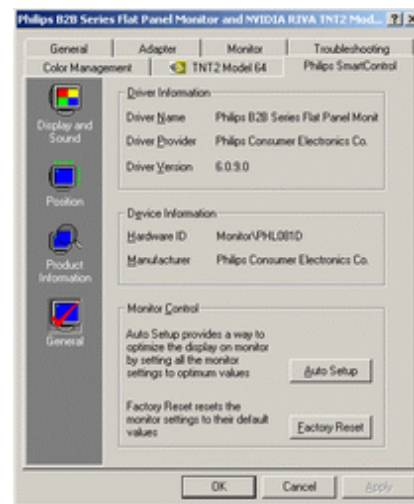 Philips B2B Series Flat Panel Monitor and NVIDIA RIVA TNT2 Mod...
General Adapter Monitor Troubleshooting
Color Management TNT2 Model 64 Philips SmartControl
Display and
Sound
Position
Product
Information
General
Driver Information
Driver Name Philips B2B Series Flat Panel Monit
Driver Provider Philips Consumer Electronics Co.
Driver Version 6.0.9.0
Device Information
Hardware ID Monitor\PHL081D
Manufacturer Philips Consumer Electronics Co.
Monitor Control
Auto Setup provides a way to
optimize the display on monitor
by setting all the monitor
settings to optimum values
Auto Setup
Factory Reset resets the
monitor settings to their default
values
Factory Reset
OK Cancel Apply